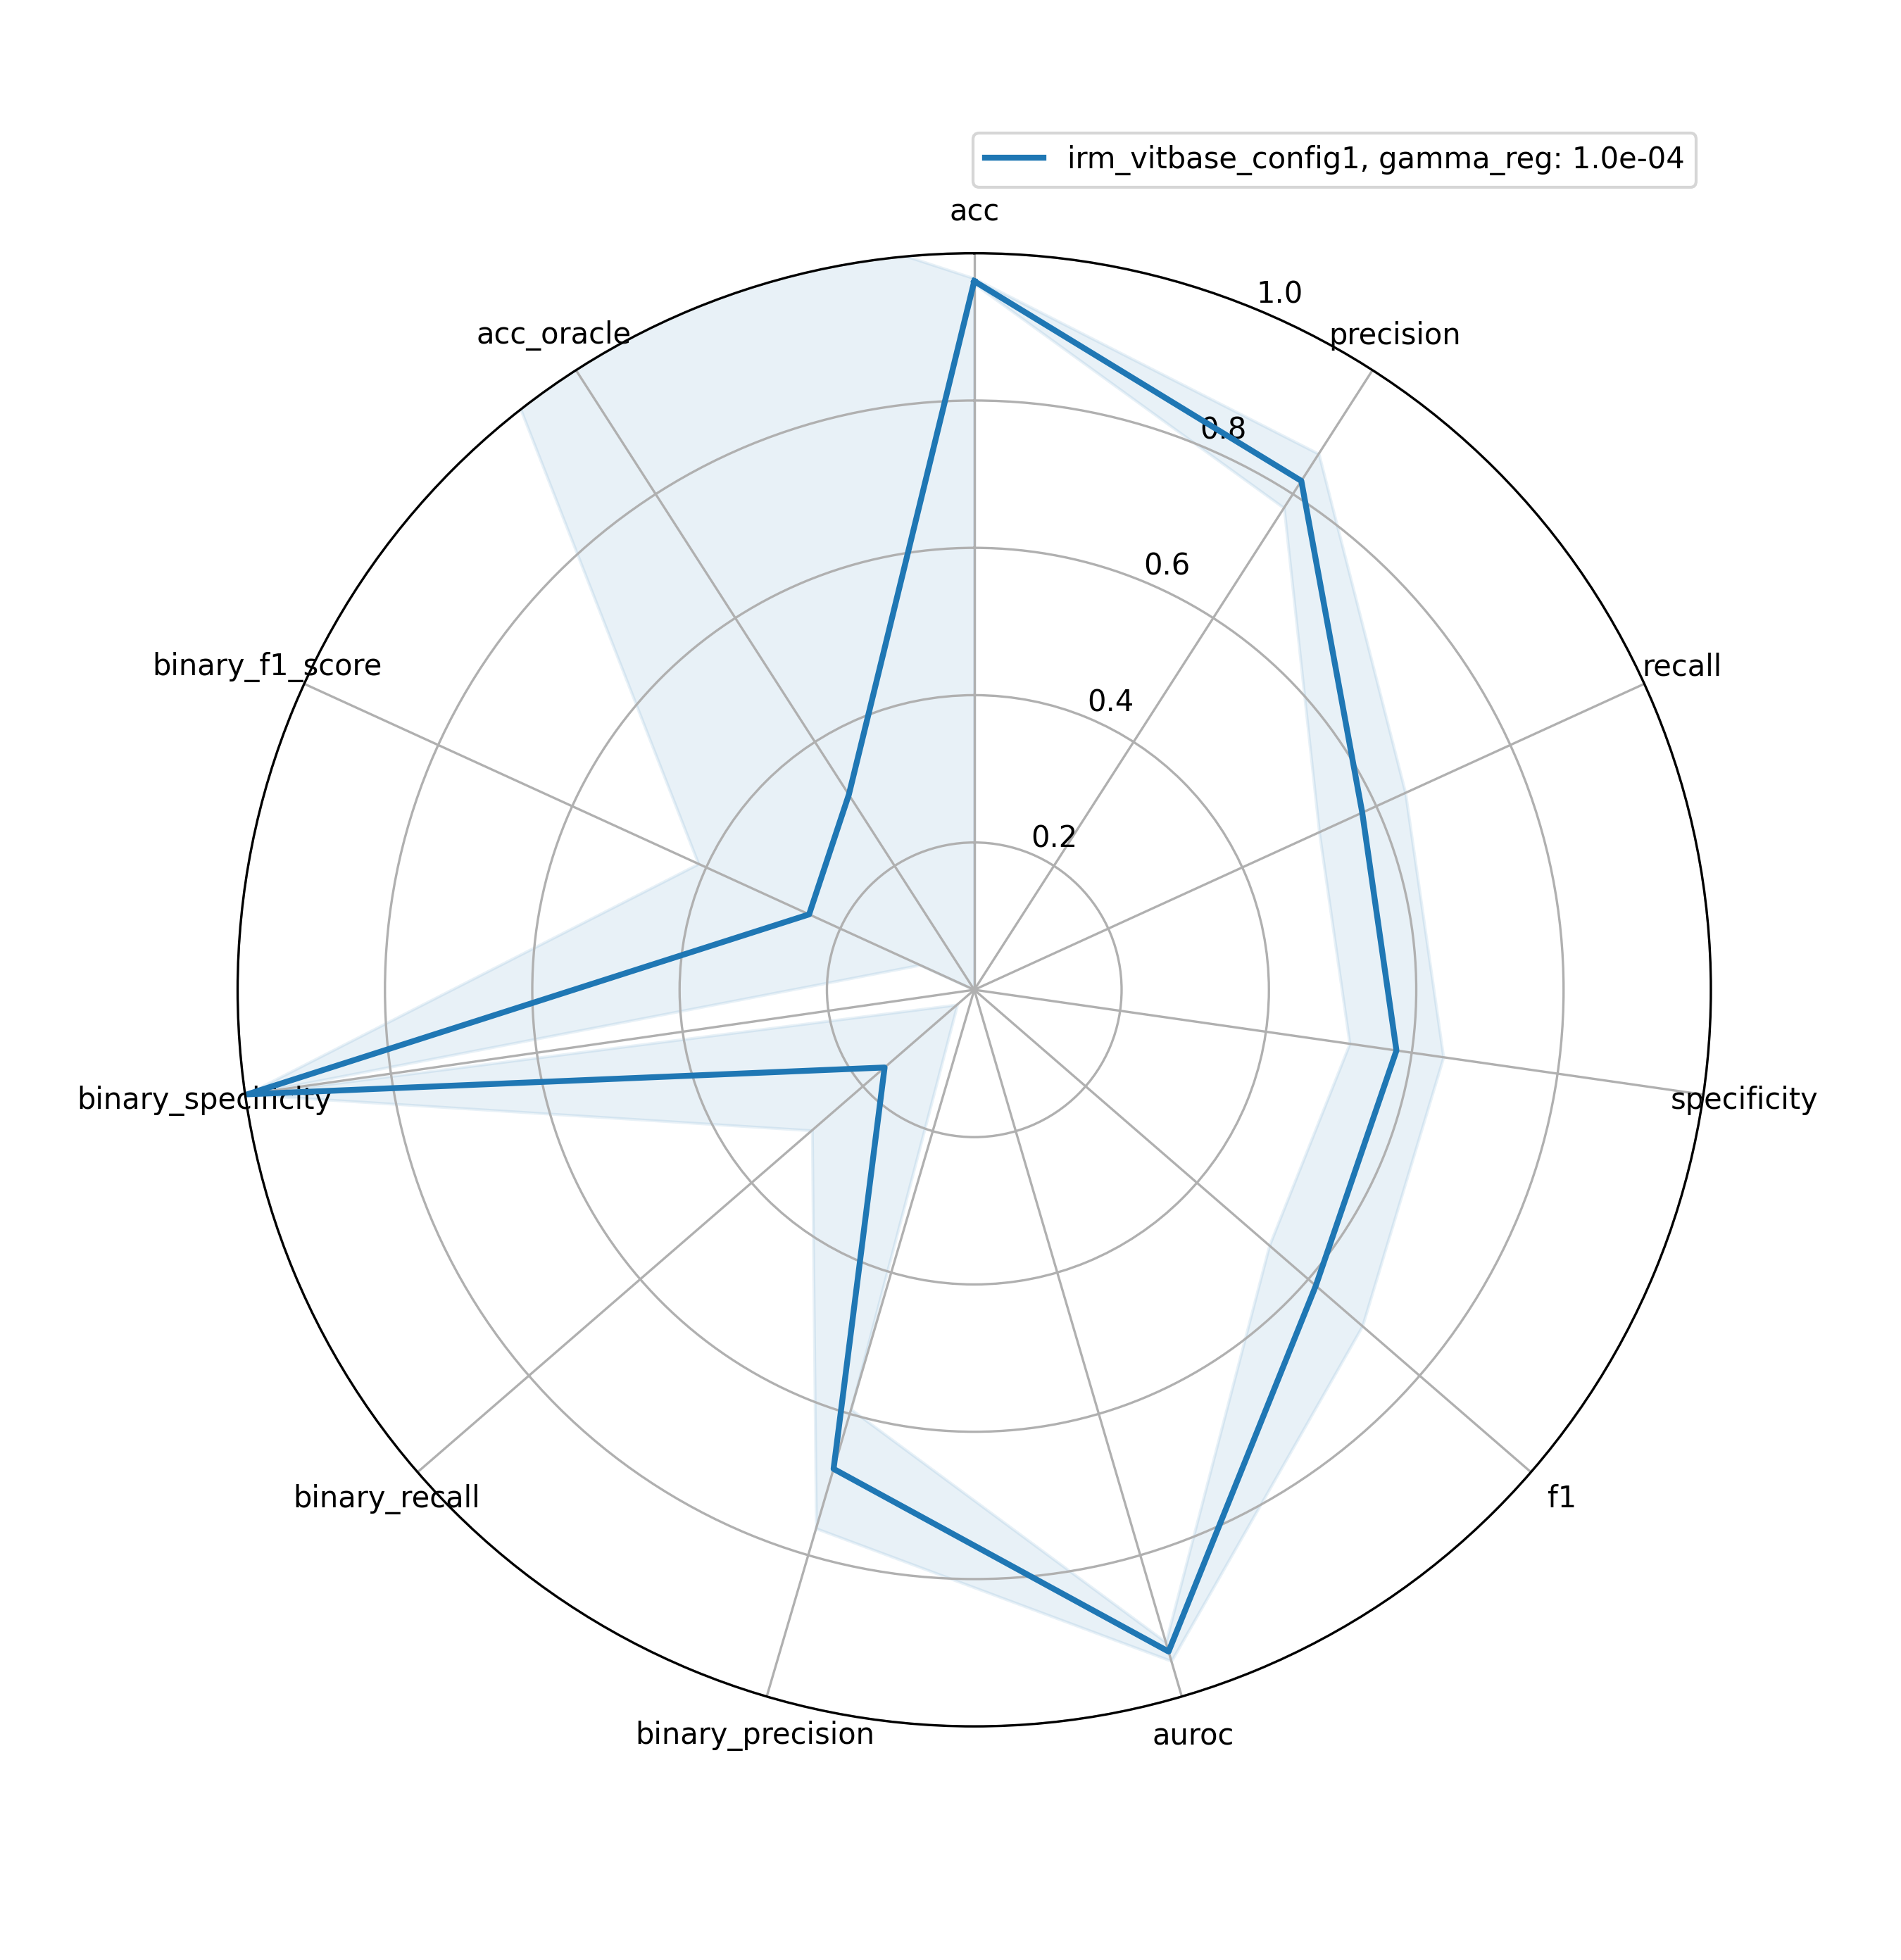 irm_vitbase_config1, gamma_reg: 1.0e-04
acc
1.0
acc_oracle
precision
0.8
0.6
binary_f1_score
recall
0.4
0.2
binary_specificity
specificity
binary_recall
f1
binary_precision
auroc